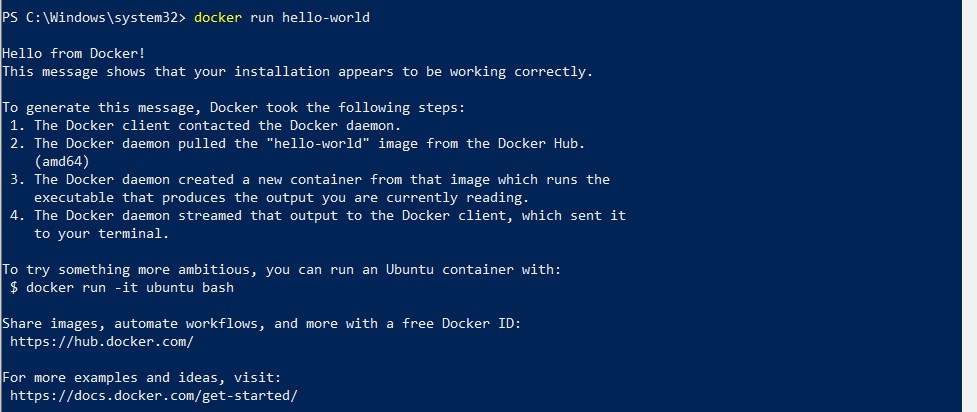 PS C:\Windows\system32> docker run hello-world
Hello from Docker!
This message shows that your installation appears to be working correctly.
To generate this message, Docker took the following steps:
1. The Docker client contacted the Docker daemon.
2. The Docker daemon pulled the "hello-world" image from the Docker Hub.
(amd64)
3. The Docker daemon created a new container from that image which runs the
executable that produces the output you are currently reading.
4. The Docker daemon streamed that output to the Docker client, which sent it
to your terminal.
To try something more ambitious, you can run an Ubuntu container with:
$ docker run -it ubuntu bash
Share images, automate workflows, and more with a free Docker ID:
https://hub.docker.com/
For more examples and ideas, visit:
https://docs.docker.com/get-started/